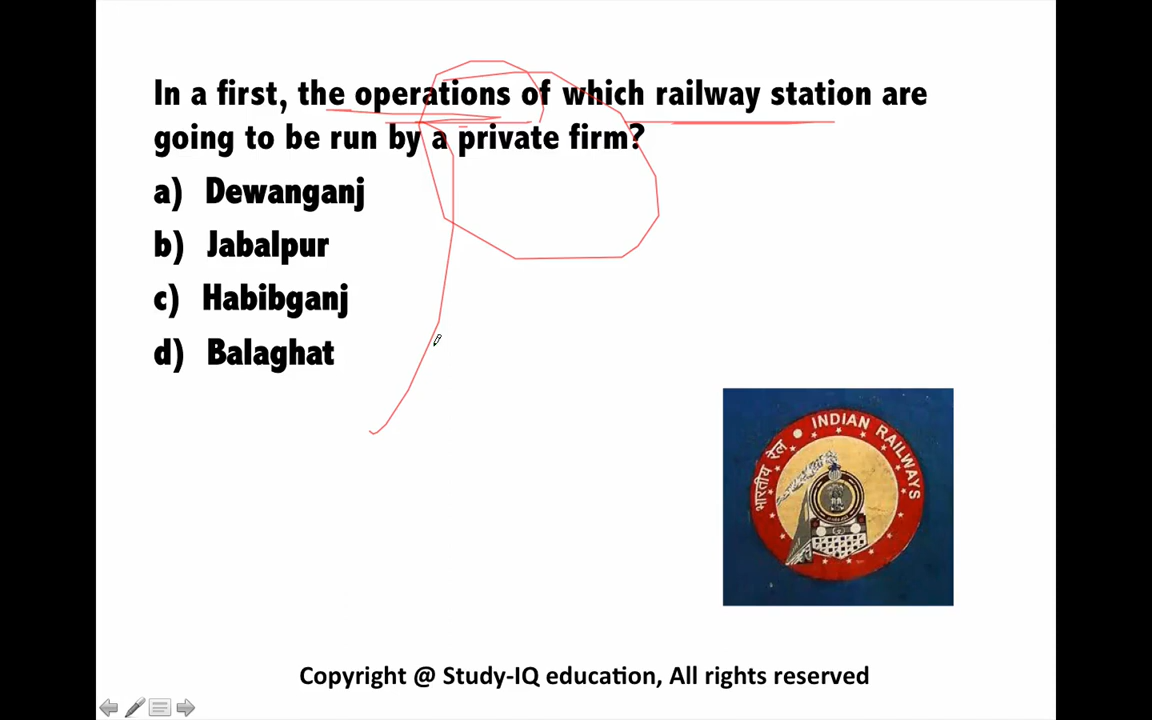 In a first, the operations of which railway station are
going to be run by a private firm?
a) Dewanganj
b) Jabalpur
c) Habibganj
d) Balaghat
भारतीय रेल INDIAN RAILWAYS
Copyright @ Study-IQ education, All rights reserved